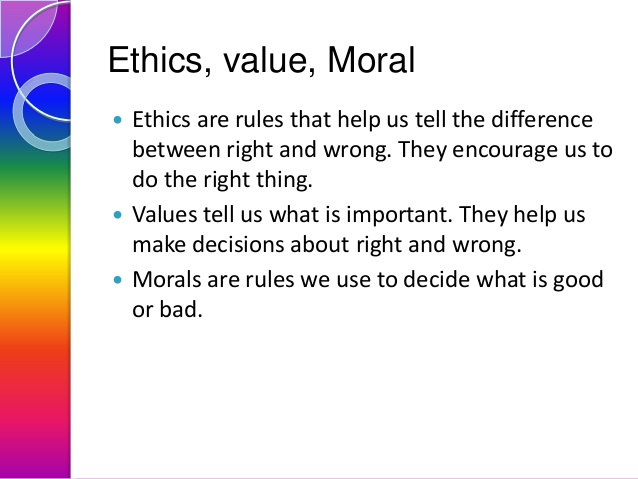 Ethics, value, Moral
• Ethics are rules that help us tell the difference
between right and wrong. They encourage us to
do the right thing.
• Values tell us what is important. They help us
make decisions about right and wrong.
• Morals are rules we use to decide what is good
or bad.